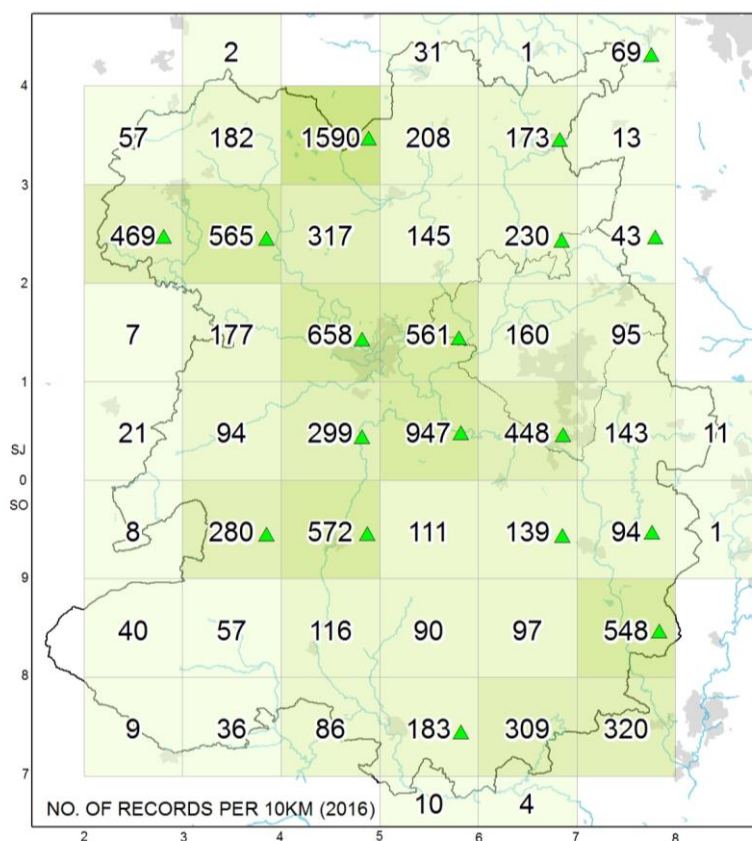 2 31 1 69
4
57 182 1590 208 173 13
3
469 565 317 145 230 43
2
7 177 658 561 160 95
1
21 94 299 947 448 143 11
SJ
0
SO
8 280 572 111 139 94 1
9
40 57 116 90 97 548
8
9 36 86 183 309 320
7
NO. OF RECORDS PER 10KM (2016) 10 4
2 3 4 5 6 7 8